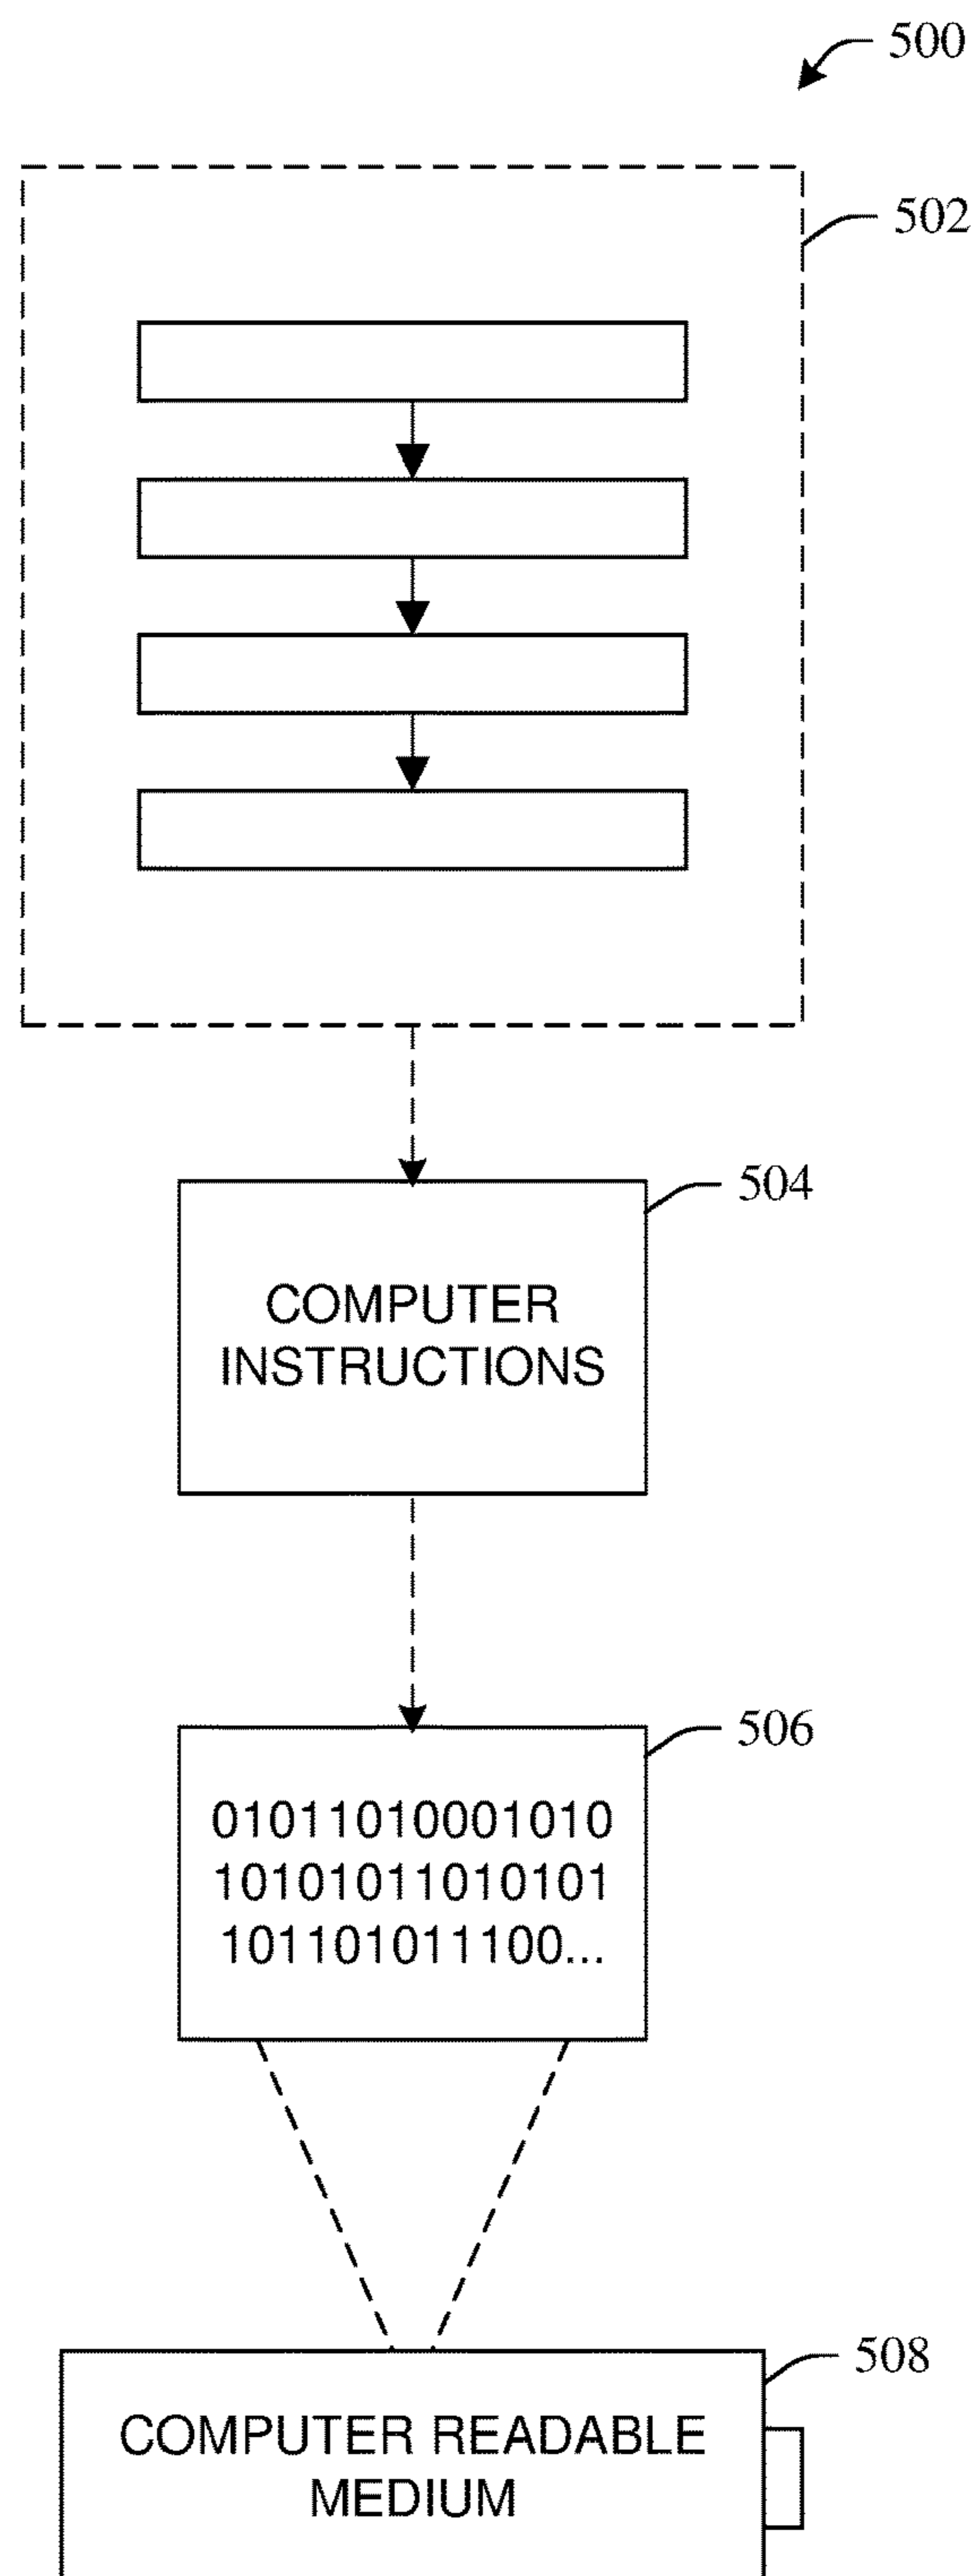 500
502
504
COMPUTER
INSTRUCTIONS
506
01011010001010
10101011010101
101101011100...
508
COMPUTER READABLE
MEDIUM